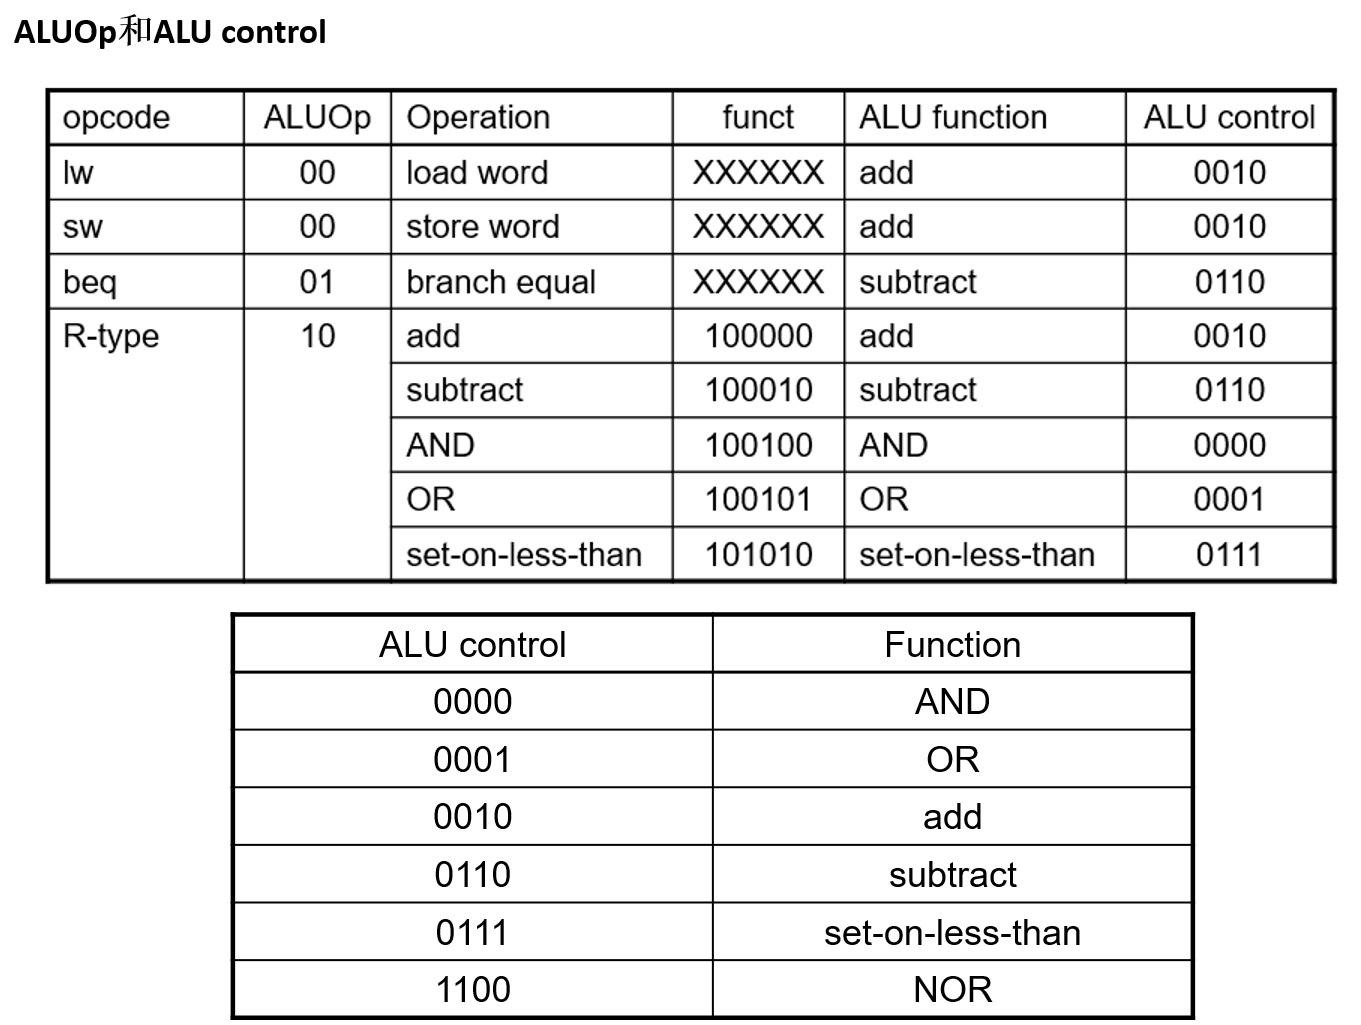 ALUOp和ALU control
opcode ALUOp Operation funct ALU function ALU control
lw 00 load word XXXXXX add 0010
sw 00 store word XXXXXX add 0010
beq 01 branch equal XXXXXX subtract 0110
R-type 10 add 100000 add 0010
subtract 100010 subtract 0110
AND 100100 AND 0000
OR 100101 OR 0001
set-on-less-than 101010 set-on-less-than 0111
ALU control Function
0000 AND
0001 OR
0010 add
0110 subtract
0111 set-on-less-than
1100 NOR